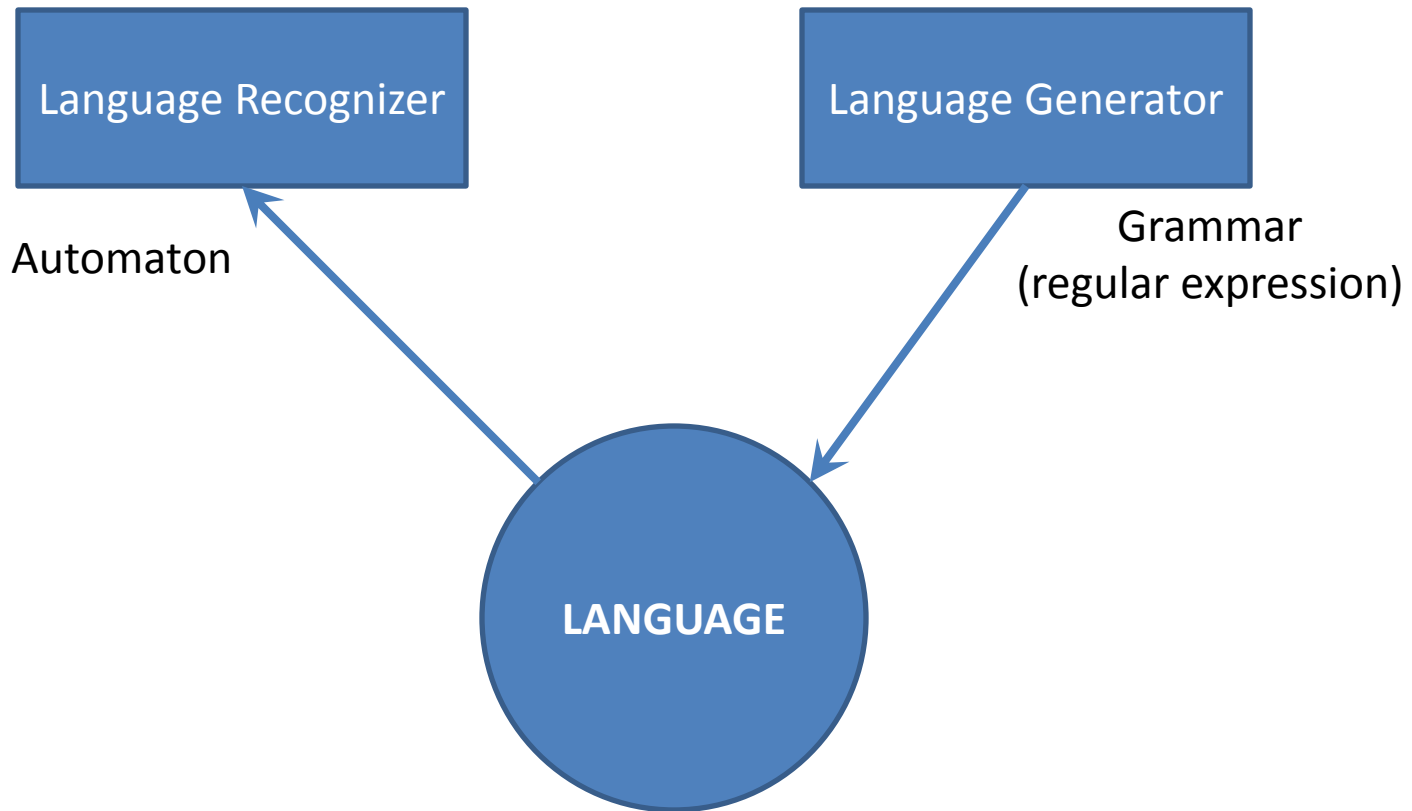 Language Recognizer
Language Generator
Automaton
Grammar
(regular expression)
LANGUAGE